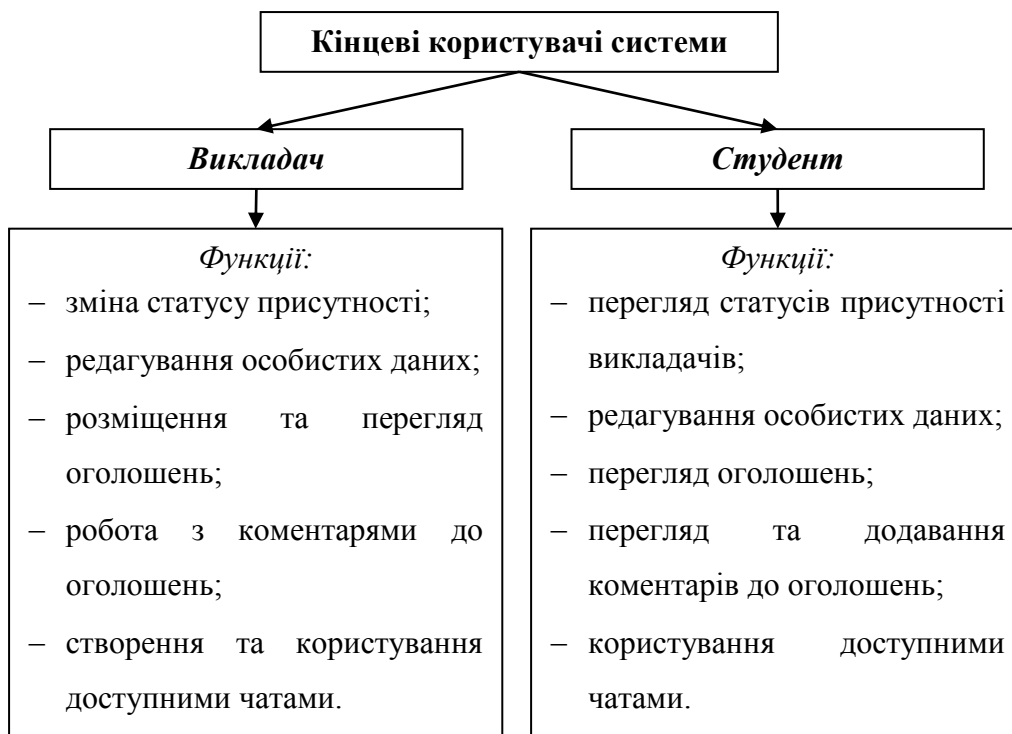 Кінцеві користувачі системи
Викладач
Студент
Функції:
– зміна статусу присутності;
– редагування особистих даних;
– розміщення та перегляд
оголошень;
– робота з коментарями до
оголошень;
– створення та користування
доступними чатами.
Функції:
– перегляд статусів присутності
викладачів;
– редагування особистих даних;
– перегляд оголошень;
– перегляд та додавання
коментарів до оголошень;
– користування доступними
чатами.